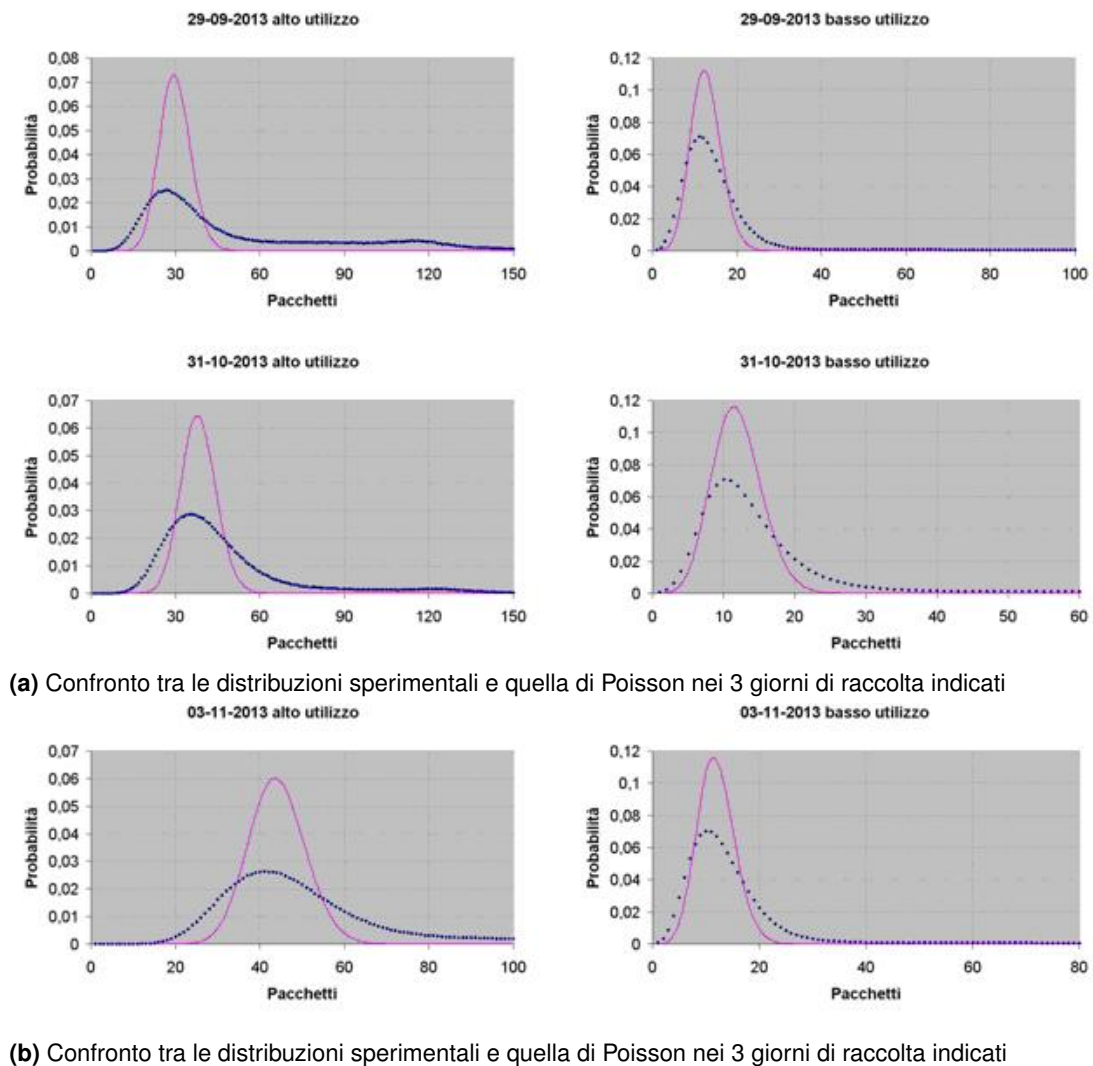 29-09-2013 alto utilizzo
Probabilità
0,08
0,07
0,06
0,05
0,04
0,03
0,02
0,01
0
0 30 60 90 120 150
Pacchetti
29-09-2013 basso utilizzo
Probabilità
0,12
0,1
0,08
0,06
0,04
0,02
0
0 20 40 60 80 100
Pacchetti
31-10-2013 alto utilizzo
Probabilità
0,07
0,06
0,05
0,04
0,03
0,02
0,01
0
0 30 60 90 120 150
Pacchetti
31-10-2013 basso utilizzo
Probabilità
0,12
0,1
0,08
0,06
0,04
0,02
0
0 10 20 30 40 50 60
Pacchetti
(a) Confronto tra le distribuzioni sperimentali e quella di Poisson nei 3 giorni di raccolta indicati
03-11-2013 alto utilizzo
Probabilità
0,07
0,06
0,05
0,04
0,03
0,02
0,01
0
0 20 40 60 80 100
Pacchetti
03-11-2013 basso utilizzo
Probabilità
0,12
0,1
0,08
0,06
0,04
0,02
0
0 20 40 60 80
Pacchetti
(b) Confronto tra le distribuzioni sperimentali e quella di Poisson nei 3 giorni di raccolta indicati